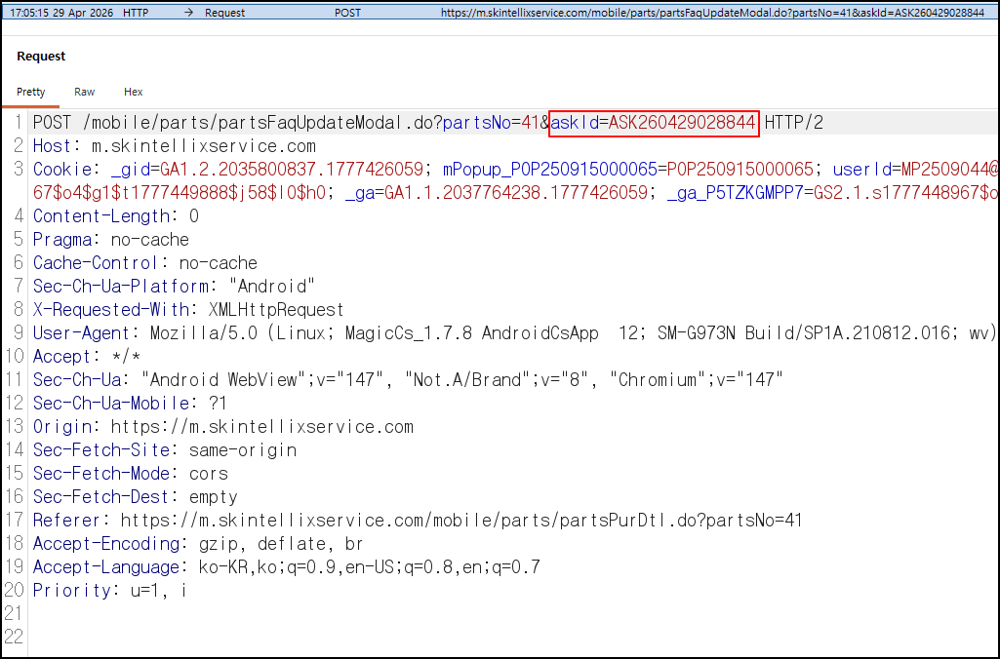 17:05:15 29 Apr 2026 HTTP → Request POST https://m.skintellixservice.com/mobile/parts/partsFaqUpdateModal.do?partsNo=41&askId=ASK260429028844
Request
Pretty Raw Hex
1 POST /mobile/parts/partsFaqUpdateModal.do?partsNo=41&askId=ASK260429028844 HTTP/2
2 Host: m.skintellixservice.com
3 Cookie: _gid=GA1.2.2035800837.1777426059; mPopup_POP250915000065=POP250915000065; userId=MP2509044@
67$o4$g1$t1777449888$j58$l0$h0; _ga=GA1.1.2037764238.1777426059; _ga_P5TZKGMPP7=GS2.1.s1777448967$o
4 Content-Length: 0
5 Pragma: no-cache
6 Cache-Control: no-cache
7 Sec-Ch-Ua-Platform: "Android"
8 X-Requested-With: XMLHttpRequest
9 User-Agent: Mozilla/5.0 (Linux; MagicCs_1.7.8 AndroidCsApp  12; SM-G973N Build/SP1A.210812.016; wv)
10 Accept: */*
11 Sec-Ch-Ua: "Android WebView";v="147", "Not.A/Brand";v="8", "Chromium";v="147"
12 Sec-Ch-Ua-Mobile: ?1
13 Origin: https://m.skintellixservice.com
14 Sec-Fetch-Site: same-origin
15 Sec-Fetch-Mode: cors
16 Sec-Fetch-Dest: empty
17 Referer: https://m.skintellixservice.com/mobile/parts/partsPurDtl.do?partsNo=41
18 Accept-Encoding: gzip, deflate, br
19 Accept-Language: ko-KR,ko;q=0.9,en-US;q=0.8,en;q=0.7
20 Priority: u=1, i
21
22